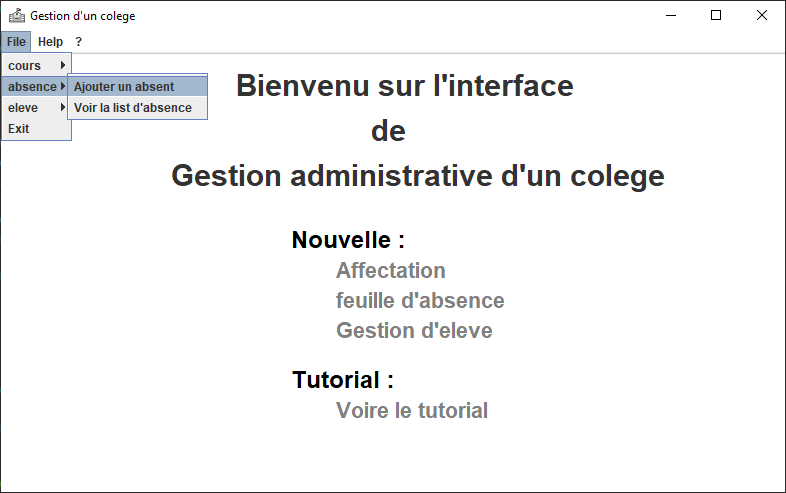 Gestion d'un colege
File Help ?
cours
absence
eleve
Exit
Ajouter un absent
Voir la list d'absence
Bienvenu sur l'interface
de
Gestion administrative d'un colege
Nouvelle :
Affectation
feuille d'absence
Gestion d'eleve
Tutorial :
Voire le tutorial